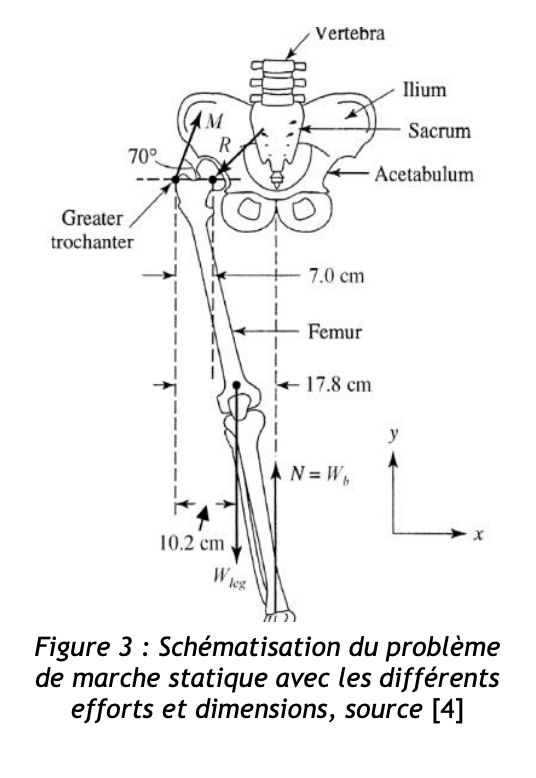 Vertebra
Ilium
M
R
Sacrum
70°
Acetabulum
Greater
trochanter
7.0 cm
Femur
17.8 cm
y
N = W_b
x
10.2 cm
W_leg
Figure 3 : Schématisation du problème
de marche statique avec les différents
efforts et dimensions, source [4]